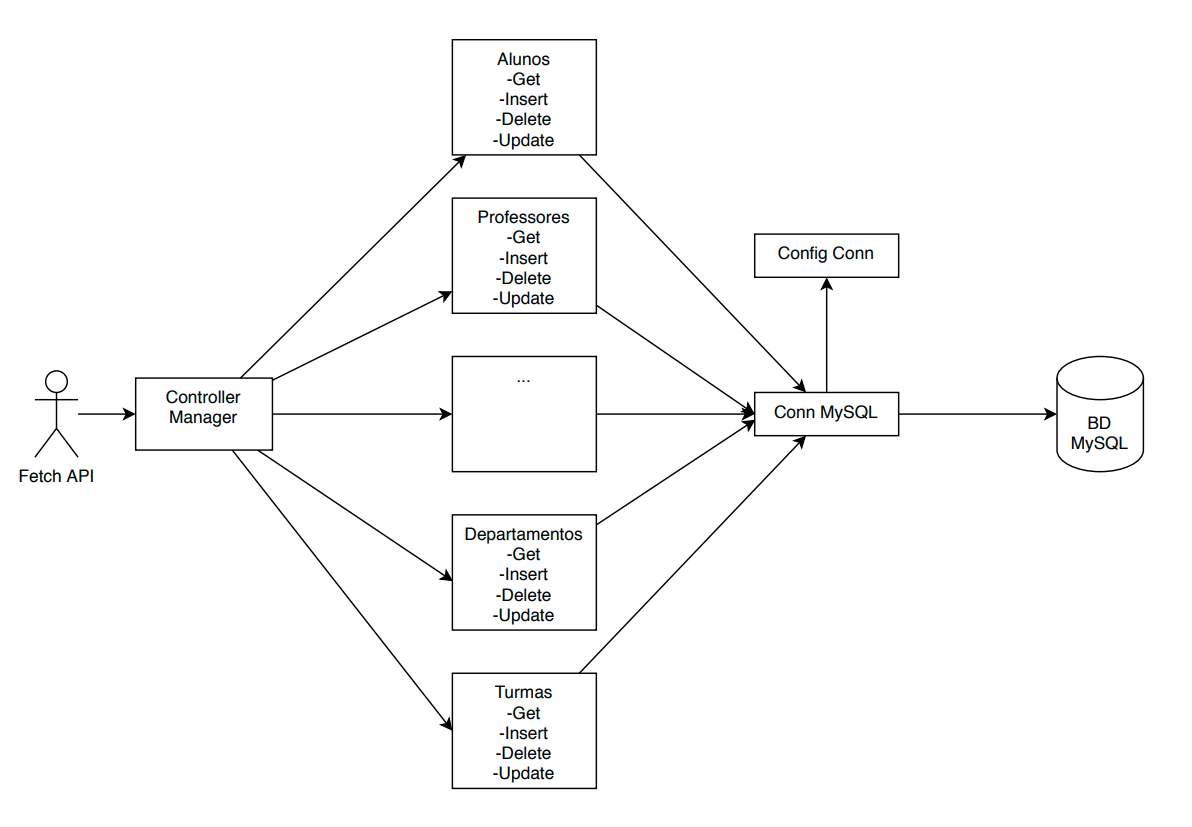 Alunos
-Get
-Insert
-Delete
-Update
Professores
-Get
-Insert
-Delete
-Update
Config Conn
...
Controller
Manager
Conn MySQL
BD
MySQL
Fetch API
Departamentos
-Get
-Insert
-Delete
-Update
Turmas
-Get
-Insert
-Delete
-Update